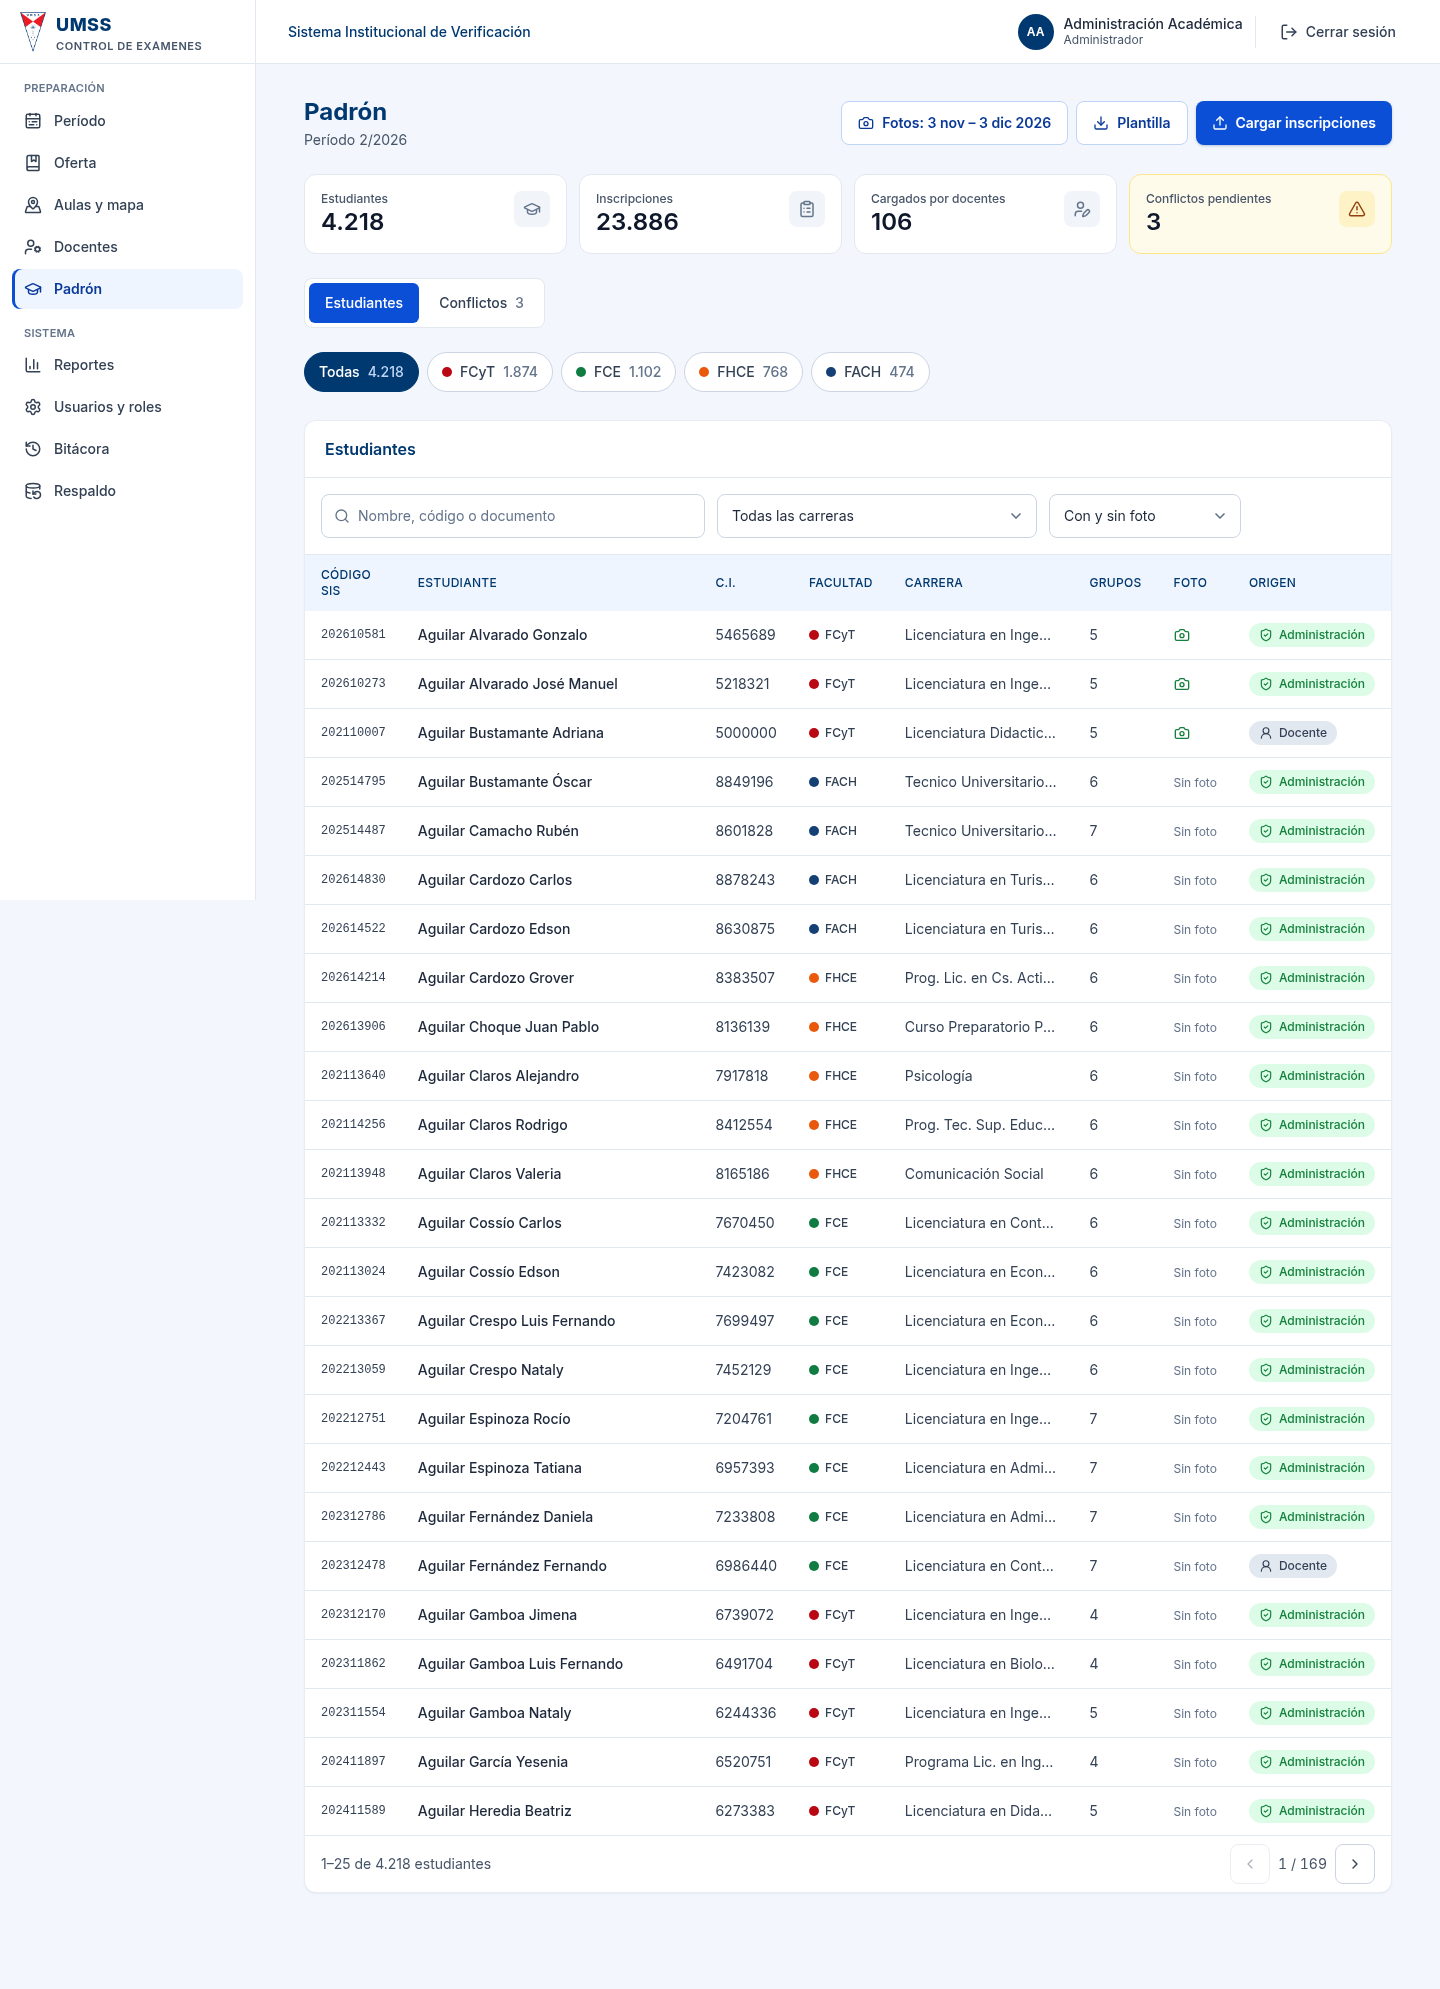 UMSS
CONTROL DE EXÁMENES
Sistema Institucional de Verificación
AA
Administración Académica
Administrador
Cerrar sesión
PREPARACIÓN
Período
Oferta
Aulas y mapa
Docentes
Padrón
SISTEMA
Reportes
Usuarios y roles
Bitácora
Respaldo
Padrón
Período 2/2026
Fotos: 3 nov – 3 dic 2026
Plantilla
Cargar inscripciones
Estudiantes
4.218
Inscripciones
23.886
Cargados por docentes
106
Conflictos pendientes
3
Estudiantes
Conflictos 3
Todas 4.218
FCyT 1.874
FCE 1.102
FHCE 768
FACH 474
Estudiantes
Nombre, código o documento
Todas las carreras
Con y sin foto
CÓDIGO SIS ESTUDIANTE C.I. FACULTAD CARRERA GRUPOS FOTO ORIGEN
202610581 Aguilar Alvarado Gonzalo 5465689 FCyT Licenciatura en Inge... 5 Administración
202610273 Aguilar Alvarado José Manuel 5218321 FCyT Licenciatura en Inge... 5 Administración
202110007 Aguilar Bustamante Adriana 5000000 FCyT Licenciatura Didactic... 5 Docente
202514795 Aguilar Bustamante Óscar 8849196 FACH Tecnico Universitario... 6 Sin foto Administración
202514487 Aguilar Camacho Rubén 8601828 FACH Tecnico Universitario... 7 Sin foto Administración
202614830 Aguilar Cardozo Carlos 8878243 FACH Licenciatura en Turis... 6 Sin foto Administración
202614522 Aguilar Cardozo Edson 8630875 FACH Licenciatura en Turis... 6 Sin foto Administración
202614214 Aguilar Cardozo Grover 8383507 FHCE Prog. Lic. en Cs. Acti... 6 Sin foto Administración
202613906 Aguilar Choque Juan Pablo 8136139 FHCE Curso Preparatorio P... 6 Sin foto Administración
202113640 Aguilar Claros Alejandro 7917818 FHCE Psicología 6 Sin foto Administración
202114256 Aguilar Claros Rodrigo 8412554 FHCE Prog. Tec. Sup. Educ... 6 Sin foto Administración
202113948 Aguilar Claros Valeria 8165186 FHCE Comunicación Social 6 Sin foto Administración
202113332 Aguilar Cossío Carlos 7670450 FCE Licenciatura en Cont... 6 Sin foto Administración
202113024 Aguilar Cossío Edson 7423082 FCE Licenciatura en Econ... 6 Sin foto Administración
202213367 Aguilar Crespo Luis Fernando 7699497 FCE Licenciatura en Econ... 6 Sin foto Administración
202213059 Aguilar Crespo Nataly 7452129 FCE Licenciatura en Inge... 6 Sin foto Administración
202212751 Aguilar Espinoza Rocío 7204761 FCE Licenciatura en Inge... 7 Sin foto Administración
202212443 Aguilar Espinoza Tatiana 6957393 FCE Licenciatura en Admi... 7 Sin foto Administración
202312786 Aguilar Fernández Daniela 7233808 FCE Licenciatura en Admi... 7 Sin foto Administración
202312478 Aguilar Fernández Fernando 6986440 FCE Licenciatura en Cont... 7 Sin foto Docente
202312170 Aguilar Gamboa Jimena 6739072 FCyT Licenciatura en Inge... 4 Sin foto Administración
202311862 Aguilar Gamboa Luis Fernando 6491704 FCyT Licenciatura en Biolo... 4 Sin foto Administración
202311554 Aguilar Gamboa Nataly 6244336 FCyT Licenciatura en Inge... 5 Sin foto Administración
202411897 Aguilar García Yesenia 6520751 FCyT Programa Lic. en Ing... 4 Sin foto Administración
202411589 Aguilar Heredia Beatriz 6273383 FCyT Licenciatura en Dida... 5 Sin foto Administración
1–25 de 4.218 estudiantes
1 / 169